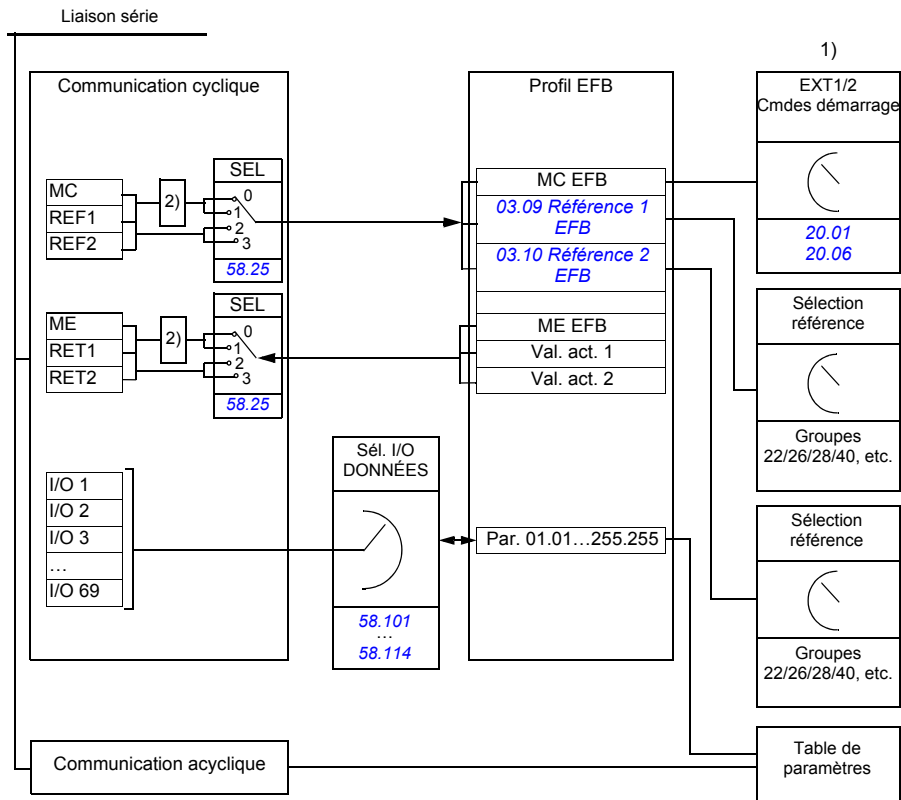 Liaison série
Communication cyclique
MC
REF1
REF2
2)
SEL
0
1
2
3
58.25
ME
RET1
RET2
2)
SEL
0
1
2
3
58.25
I/O 1
I/O 2
I/O 3
…
I/O 69
Sél. I/O
DONNÉES
58.101
…
58.114
Profil EFB
MC EFB
03.09 Référence 1
EFB
03.10 Référence 2
EFB
ME EFB
Val. act. 1
Val. act. 2
Par. 01.01…255.255
1)
EXT1/2
Cmdes démarrage
20.01
20.06
Sélection
référence
Groupes
22/26/28/40, etc.
Sélection
référence
Groupes
22/26/28/40, etc.
Communication acyclique
Table de
paramètres